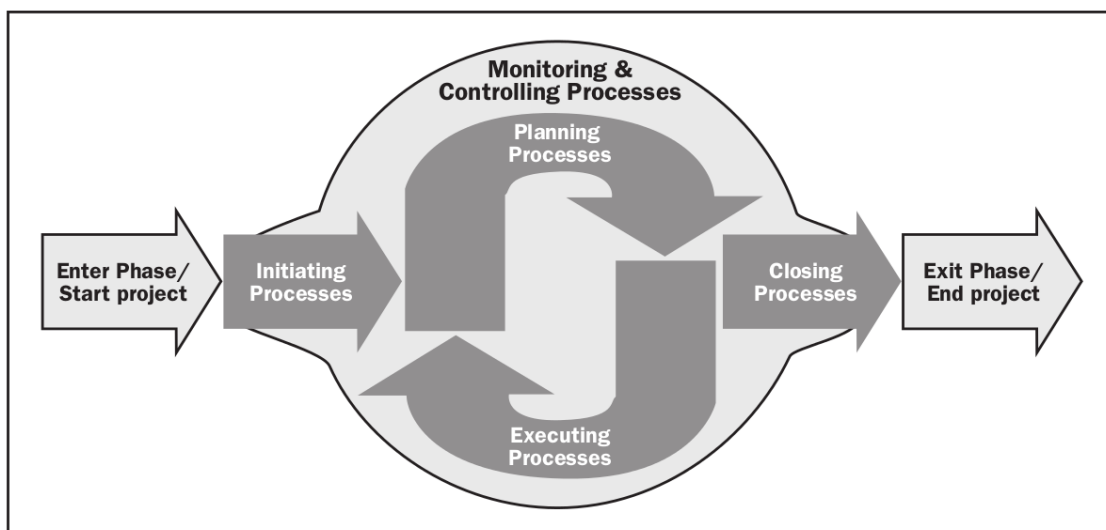 Monitoring &
Controlling Processes
Planning
Processes
Enter Phase/
Start project
Initiating
Processes
Closing
Processes
Exit Phase/
End project
Executing
Processes